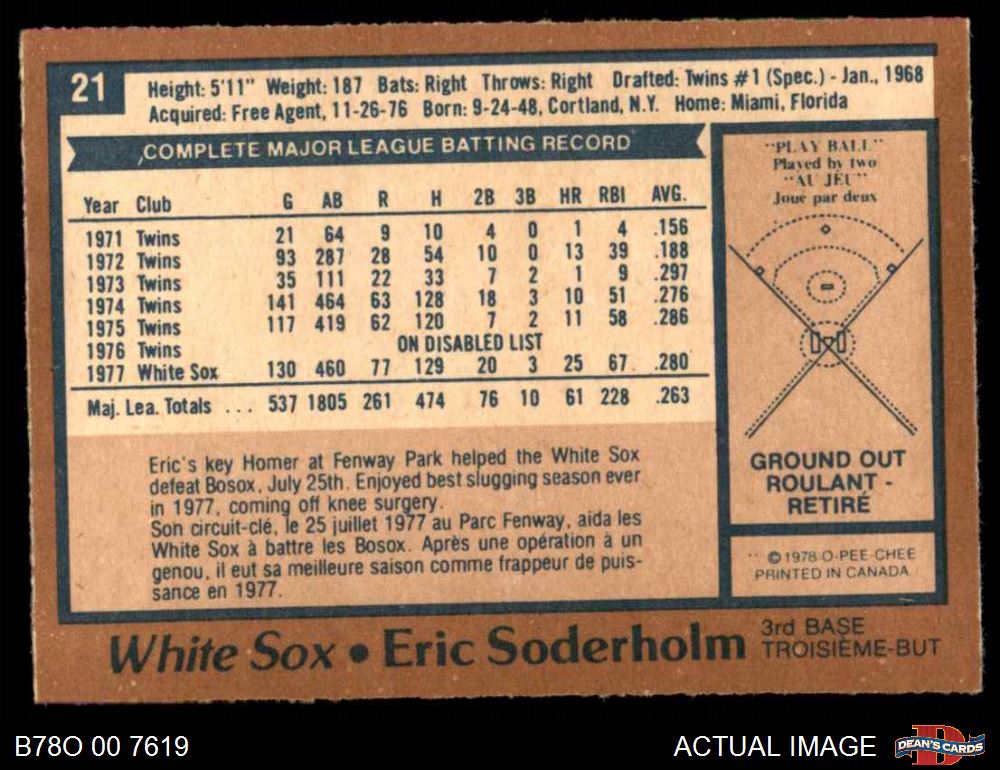 21
Height: 5'11" Weight: 187 Bats: Right Throws: Right Drafted: Twins #1 (Spec.) - Jan., 1968
Acquired: Free Agent, 11-26-76 Born: 9-24-48, Cortland, N.Y. Home: Miami, Florida
COMPLETE MAJOR LEAGUE BATTING RECORD
Year Club G AB R H 2B 3B HR RBI AVG.
1971 Twins 21 64 9 10 4 0 1 4 .156
1972 Twins 93 287 28 54 10 0 13 39 .188
1973 Twins 35 111 22 33 7 2 1 9 .297
1974 Twins 141 464 63 128 18 3 10 51 .276
1975 Twins 117 419 62 120 7 2 11 58 .286
1976 Twins ON DISABLED LIST
1977 White Sox 130 460 77 129 20 3 25 67 .280
Maj. Lea. Totals ... 537 1805 261 474 76 10 61 228 .263
Eric's key Homer at Fenway Park helped the White Sox
defeat Bosox, July 25th. Enjoyed best slugging season ever
in 1977, coming off knee surgery.
Son circuit-clé, le 25 juillet 1977 au Parc Fenway, aida les
White Sox à battre les Bosox. Après une opération à un
genou, il eut sa meilleure saison comme frappeur de puis-
sance en 1977.
"PLAY BALL"
Played by two
"AU JEU"
Joué par deux
GROUND OUT
ROULANT -
RETIRÉ
© 1978 O-PEE-CHEE
PRINTED IN CANADA
White Sox • Eric Soderholm
3rd BASE
TROISIÈME-BUT
B78O 00 7619
ACTUAL IMAGE
DEAN'S CARDS